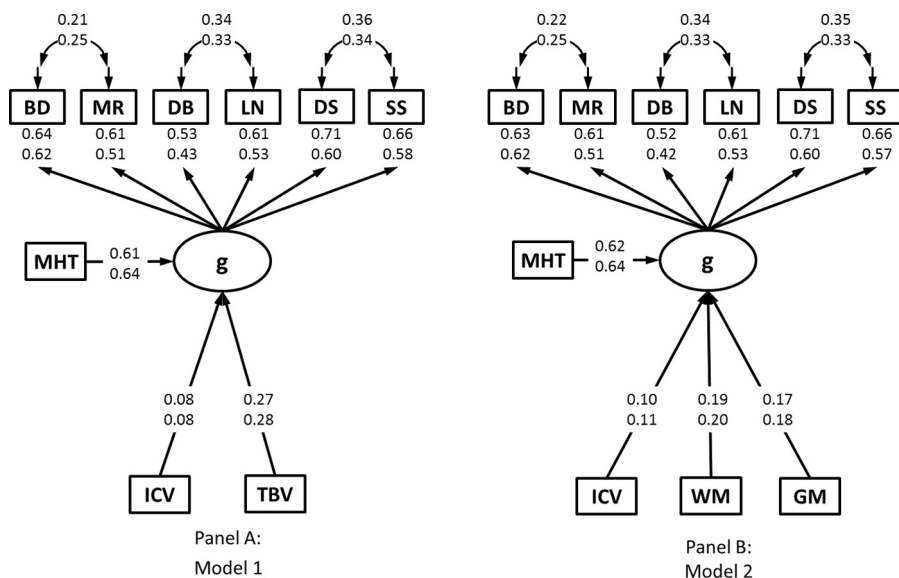 0.21 0.34 0.36
0.25 0.33 0.34
BD MR DB LN DS SS
0.64 0.61 0.53 0.61 0.71 0.66
0.62 0.51 0.43 0.53 0.60 0.58
MHT
0.61
0.64
g
0.08 0.27
0.08 0.28
ICV TBV
Panel A:
Model 1
0.22 0.34 0.35
0.25 0.33 0.33
BD MR DB LN DS SS
0.63 0.61 0.52 0.61 0.71 0.66
0.62 0.51 0.42 0.53 0.60 0.57
MHT
0.62
0.64
g
0.10 0.19 0.17
0.11 0.20 0.18
ICV WM GM
Panel B:
Model 2